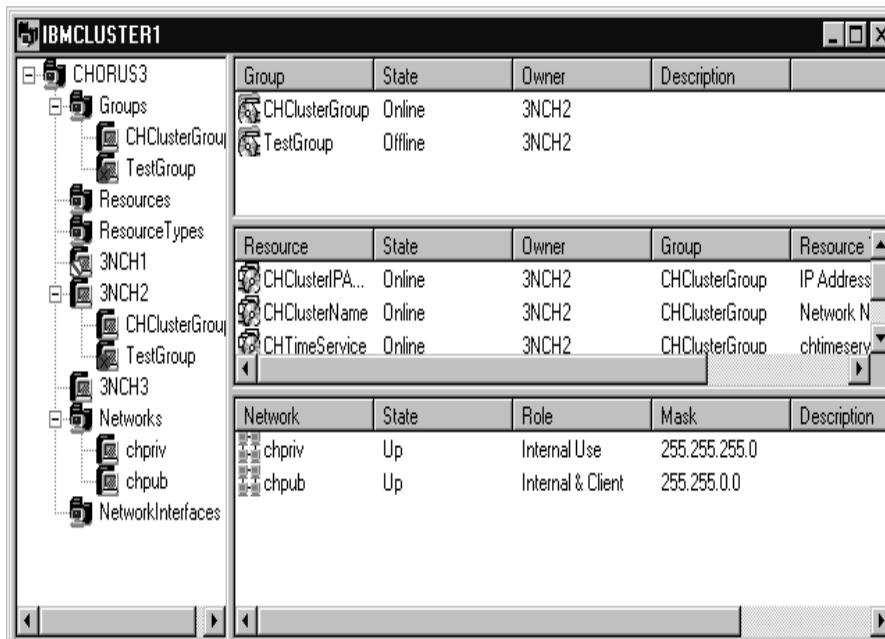 IBMCLUSTER1
CHORUS3
Groups
CHClusterGrou
TestGroup
Resources
ResourceTypes
3NCH1
3NCH2
CHClusterGrou
TestGroup
3NCH3
Networks
chpriv
chpub
NetworkInterfaces
Group State Owner Description
CHClusterGroup Online 3NCH2
TestGroup Offline 3NCH2
Resource State Owner Group Resource
CHClusterIPA... Online 3NCH2 CHClusterGroup IP Address
CHClusterName Online 3NCH2 CHClusterGroup Network N
CHTimeService Online 3NCH2 CHClusterGroup chtimeserv
Network State Role Mask Description
chpriv Up Internal Use 255.255.255.0
chpub Up Internal & Client 255.255.0.0